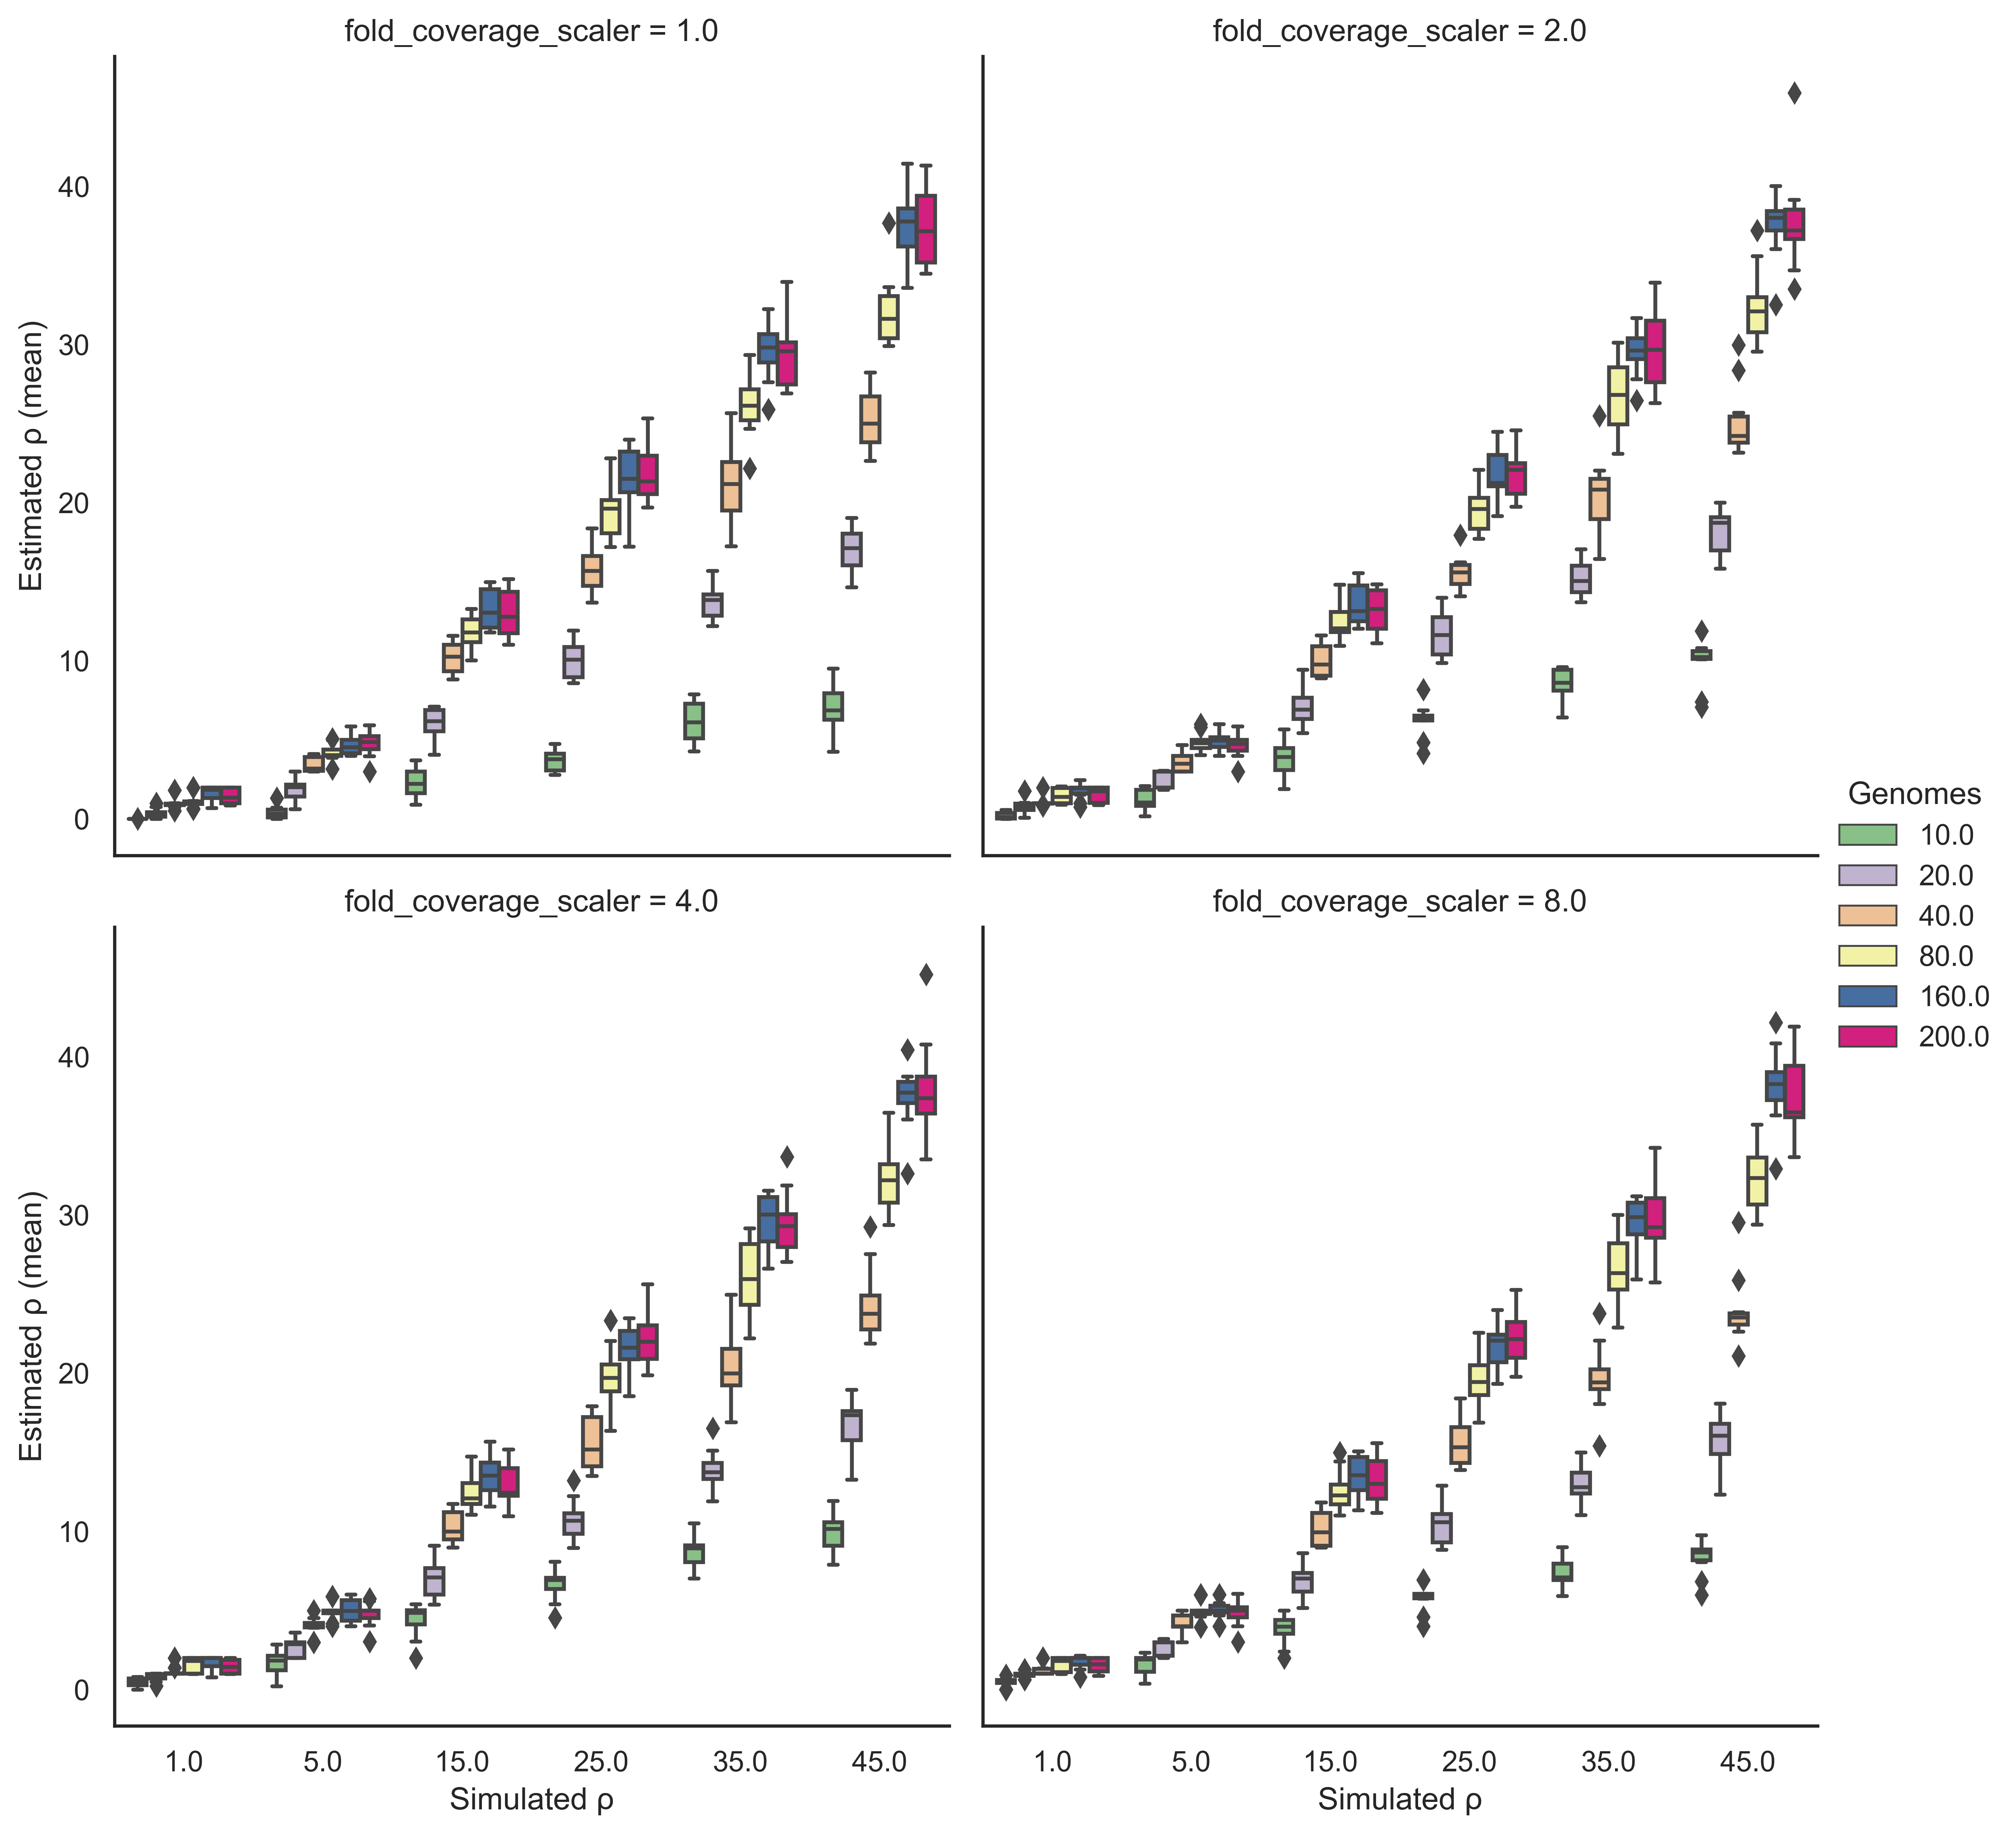 fold_coverage_scaler = 1.0
fold_coverage_scaler = 2.0
40
30
20
10
0
Estimated ρ (mean)
fold_coverage_scaler = 4.0
fold_coverage_scaler = 8.0
40
30
20
10
0
Estimated ρ (mean)
1.0 5.0 15.0 25.0 35.0 45.0
Simulated ρ
1.0 5.0 15.0 25.0 35.0 45.0
Simulated ρ
Genomes
10.0
20.0
40.0
80.0
160.0
200.0